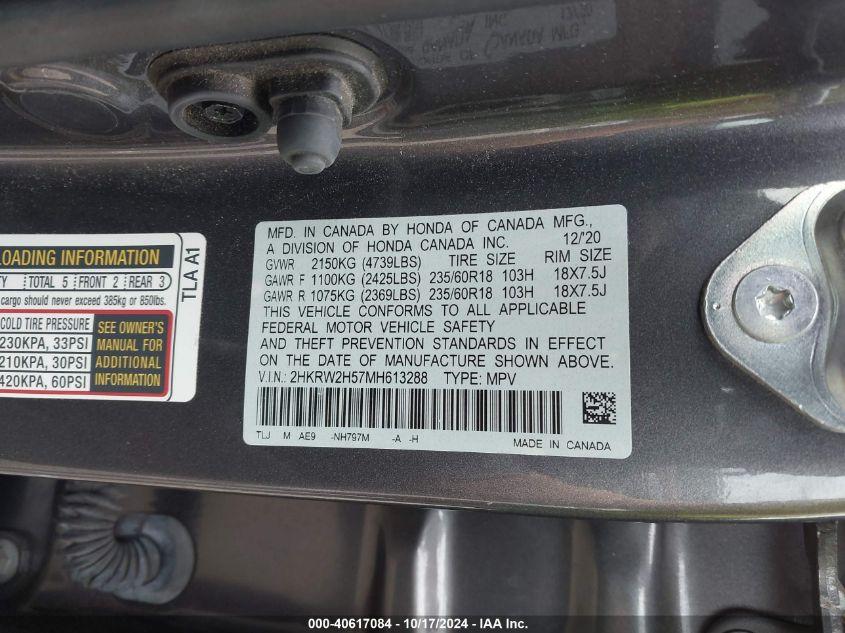 LOADING INFORMATION
TY TOTAL 5 FRONT 2 REAR 3
cargo should never exceed 385kg or 850lbs.
COLD TIRE PRESSURE
230KPA, 33PSI
210KPA, 30PSI
420KPA, 60PSI
SEE OWNER'S
MANUAL FOR
ADDITIONAL
INFORMATION
TLA A1
MFD. IN CANADA BY HONDA OF CANADA MFG.,
A DIVISION OF HONDA CANADA INC. 12/'20
GVWR 2150KG (4739LBS) TIRE SIZE RIM SIZE
GAWR F 1100KG (2425LBS) 235/60R18 103H 18X7.5J
GAWR R 1075KG (2369LBS) 235/60R18 103H 18X7.5J
THIS VEHICLE CONFORMS TO ALL APPLICABLE
FEDERAL MOTOR VEHICLE SAFETY
AND THEFT PREVENTION STANDARDS IN EFFECT
ON THE DATE OF MANUFACTURE SHOWN ABOVE.
V.I.N.: 2HKRW2H57MH613288 TYPE: MPV
TLJ M AE9 -NH797M -A -H MADE IN CANADA
000-40617084 - 10/17/2024 - IAA Inc.